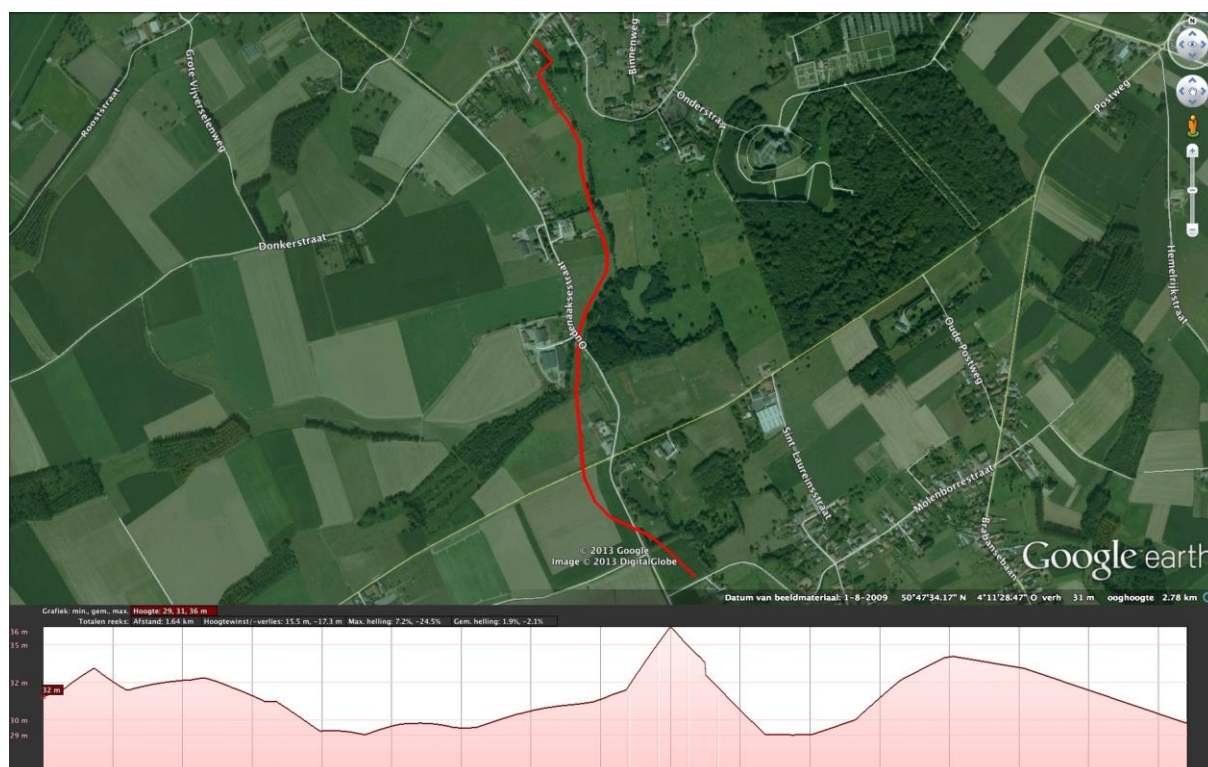 N
Binnenweg
Grote-Vijverselenweg
Rooststraat
Onderstraat
Postweg
Donkerstraat
Oudenaaksestraat
Hemelrijkstraat
Oude-Postweg
Sint-Laureinsstraat
Molenborrestraat
Brabantsebaan
© 2013 Google
Image © 2013 DigitalGlobe
Google earth
Datum van beeldmateriaal: 1-8-2009 50°47'34.17" N 4°11'28.47" O verh 31 m ooghoogte 2.78 km
Grafiek: min., gem., max. Hoogte: 29, 31, 36 m
Totalen reeks: Afstand: 1.64 km Hoogtewinst/-verlies: 15.5 m, -17.3 m Max. helling: 7.2%, -24.5% Gem. helling: 1.9%, -2.1%
36 m
35 m
32 m
32 m
30 m
29 m